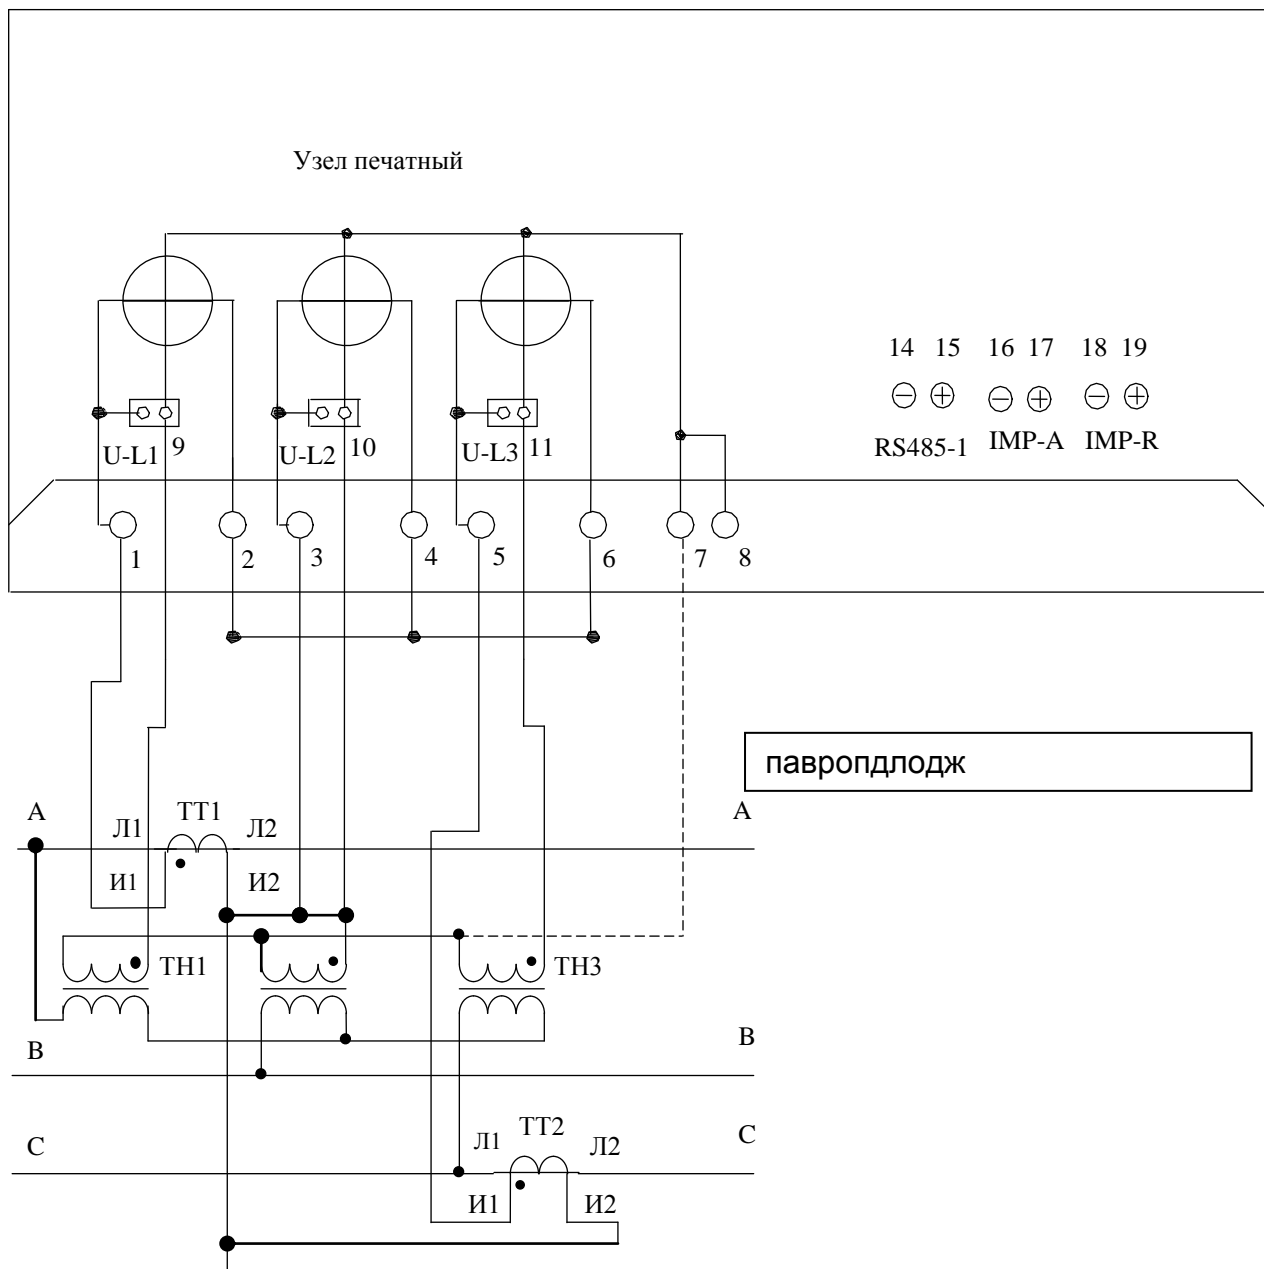 Узел печатный
14 15 16 17 18 19
RS485-1 IMP-A IMP-R
U-L1 9 U-L2 10 U-L3 11
1 2 3 4 5 6 7 8
павропдлодж
А ТТ1 А
Л1 Л2
И1 И2
ТН1 ТН3
В В
С ТТ2 С
Л1 Л2
И1 И2